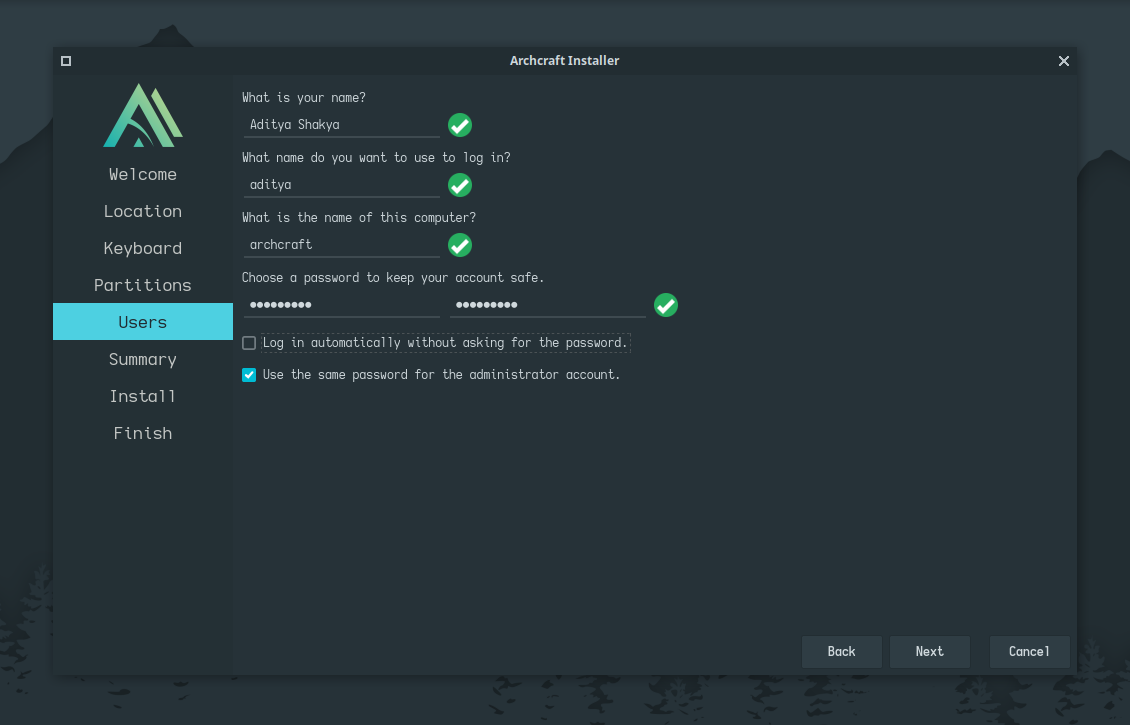 Archcraft Installer
Welcome
Location
Keyboard
Partitions
Users
Summary
Install
Finish
What is your name?
Aditya Shakya
What name do you want to use to log in?
aditya
What is the name of this computer?
archcraft
Choose a password to keep your account safe.
●●●●●●●●● ●●●●●●●●●
Log in automatically without asking for the password.
Use the same password for the administrator account.
Back Next Cancel